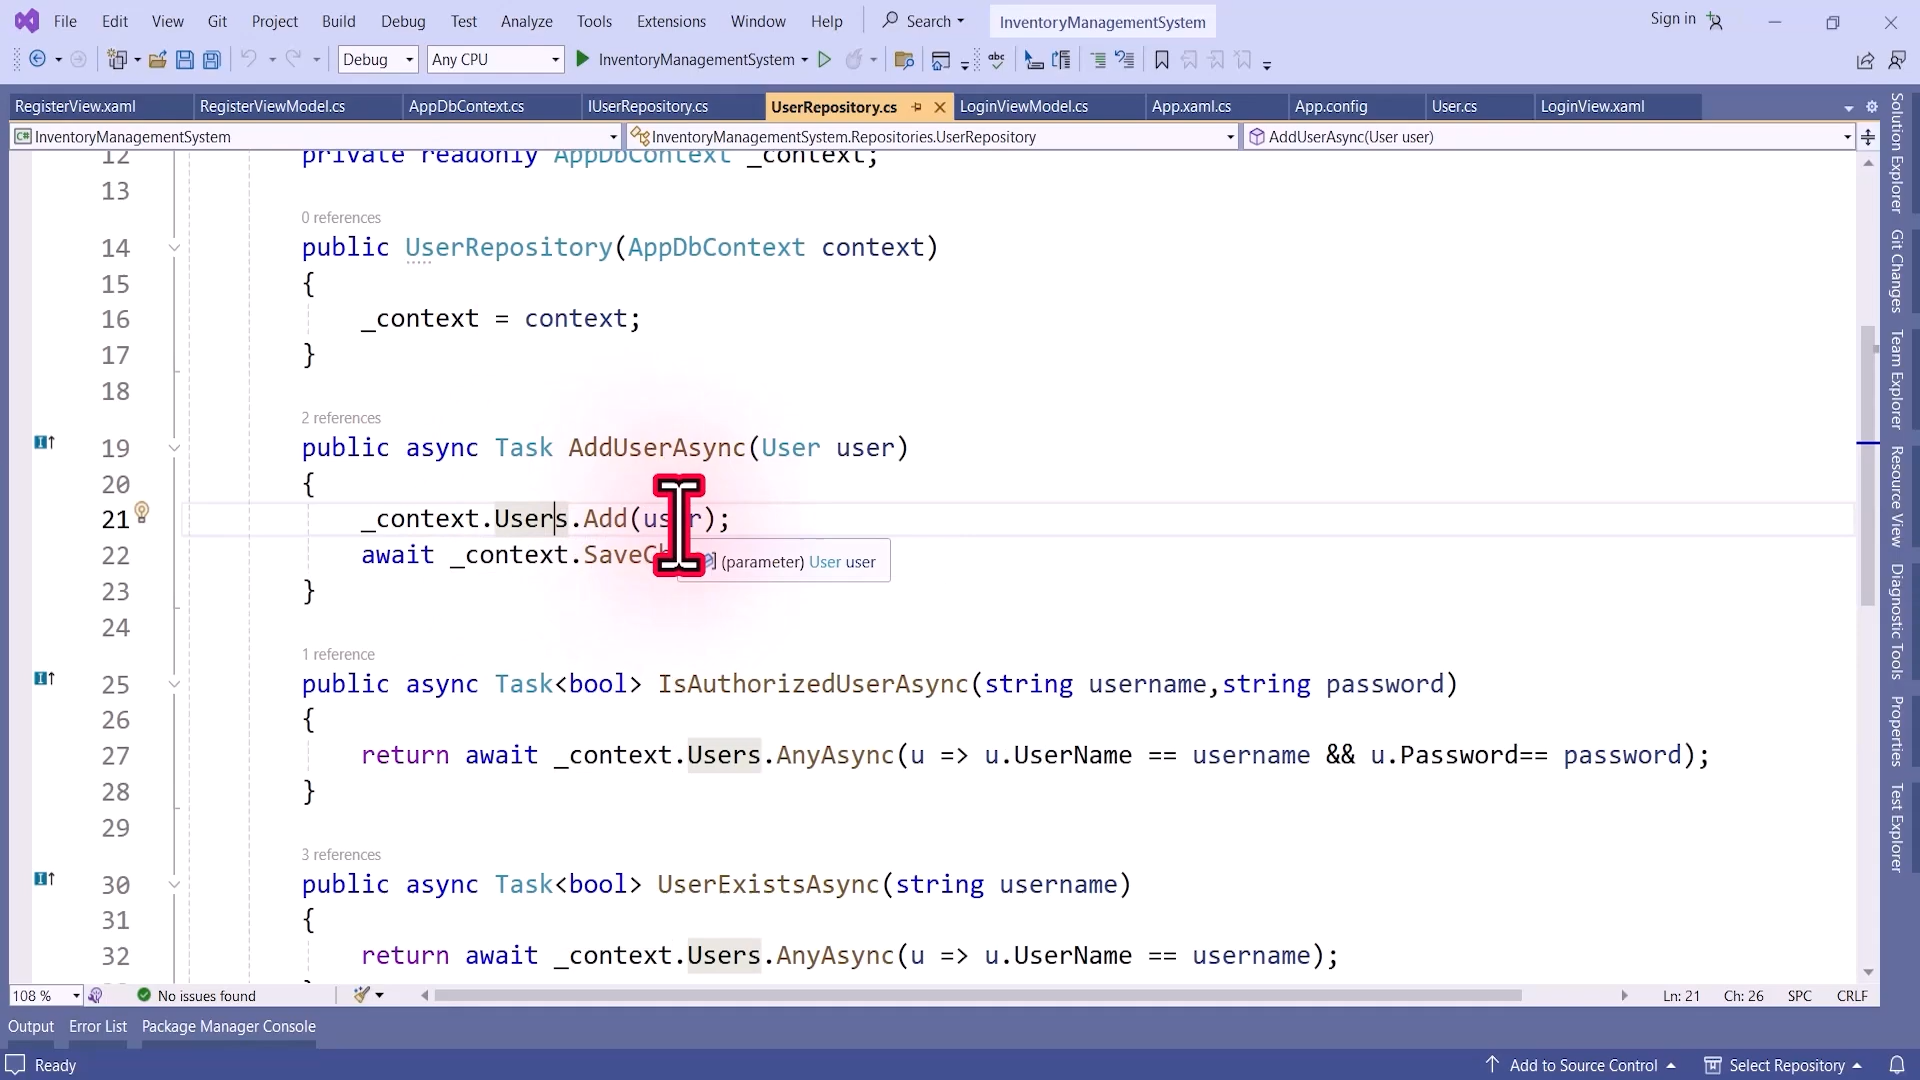 File Edit View Git Project Build Debug Test Analyze Tools Extensions Window Help Search InventoryManagementSystem Sign in
Debug Any CPU InventoryManagementSystem
RegisterView.xaml RegisterViewModel.cs AppDbContext.cs IUserRepository.cs UserRepository.cs LoginViewModel.cs App.xaml.cs App.config User.cs LoginView.xaml
InventoryManagementSystem InventoryManagementSystem.Repositories.UserRepository AddUserAsync(User user)
12 private readonly AppDbContext _context;
13
0 references
14 public UserRepository(AppDbContext context)
15 {
16 _context = context;
17 }
18
2 references
19 public async Task AddUserAsync(User user)
20 {
21 _context.Users.Add(user);
22 await _context.
(parameter) User user
23 }
24
1 reference
25 public async Task<bool> IsAuthorizedUserAsync(string username,string password)
26 {
27 return await _context.Users.AnyAsync(u => u.UserName == username && u.Password== password);
28 }
29
3 references
30 public async Task<bool> UserExistsAsync(string username)
31 {
32 return await _context.Users.AnyAsync(u => u.UserName == username);
108 % No issues found Ln: 21 Ch: 26 SPC CRLF
Output Error List Package Manager Console
Ready Add to Source Control Select Repository
Solution Explorer
Git Changes
Team Explorer
Resource View
Diagnostic Tools
Properties
Test Explorer